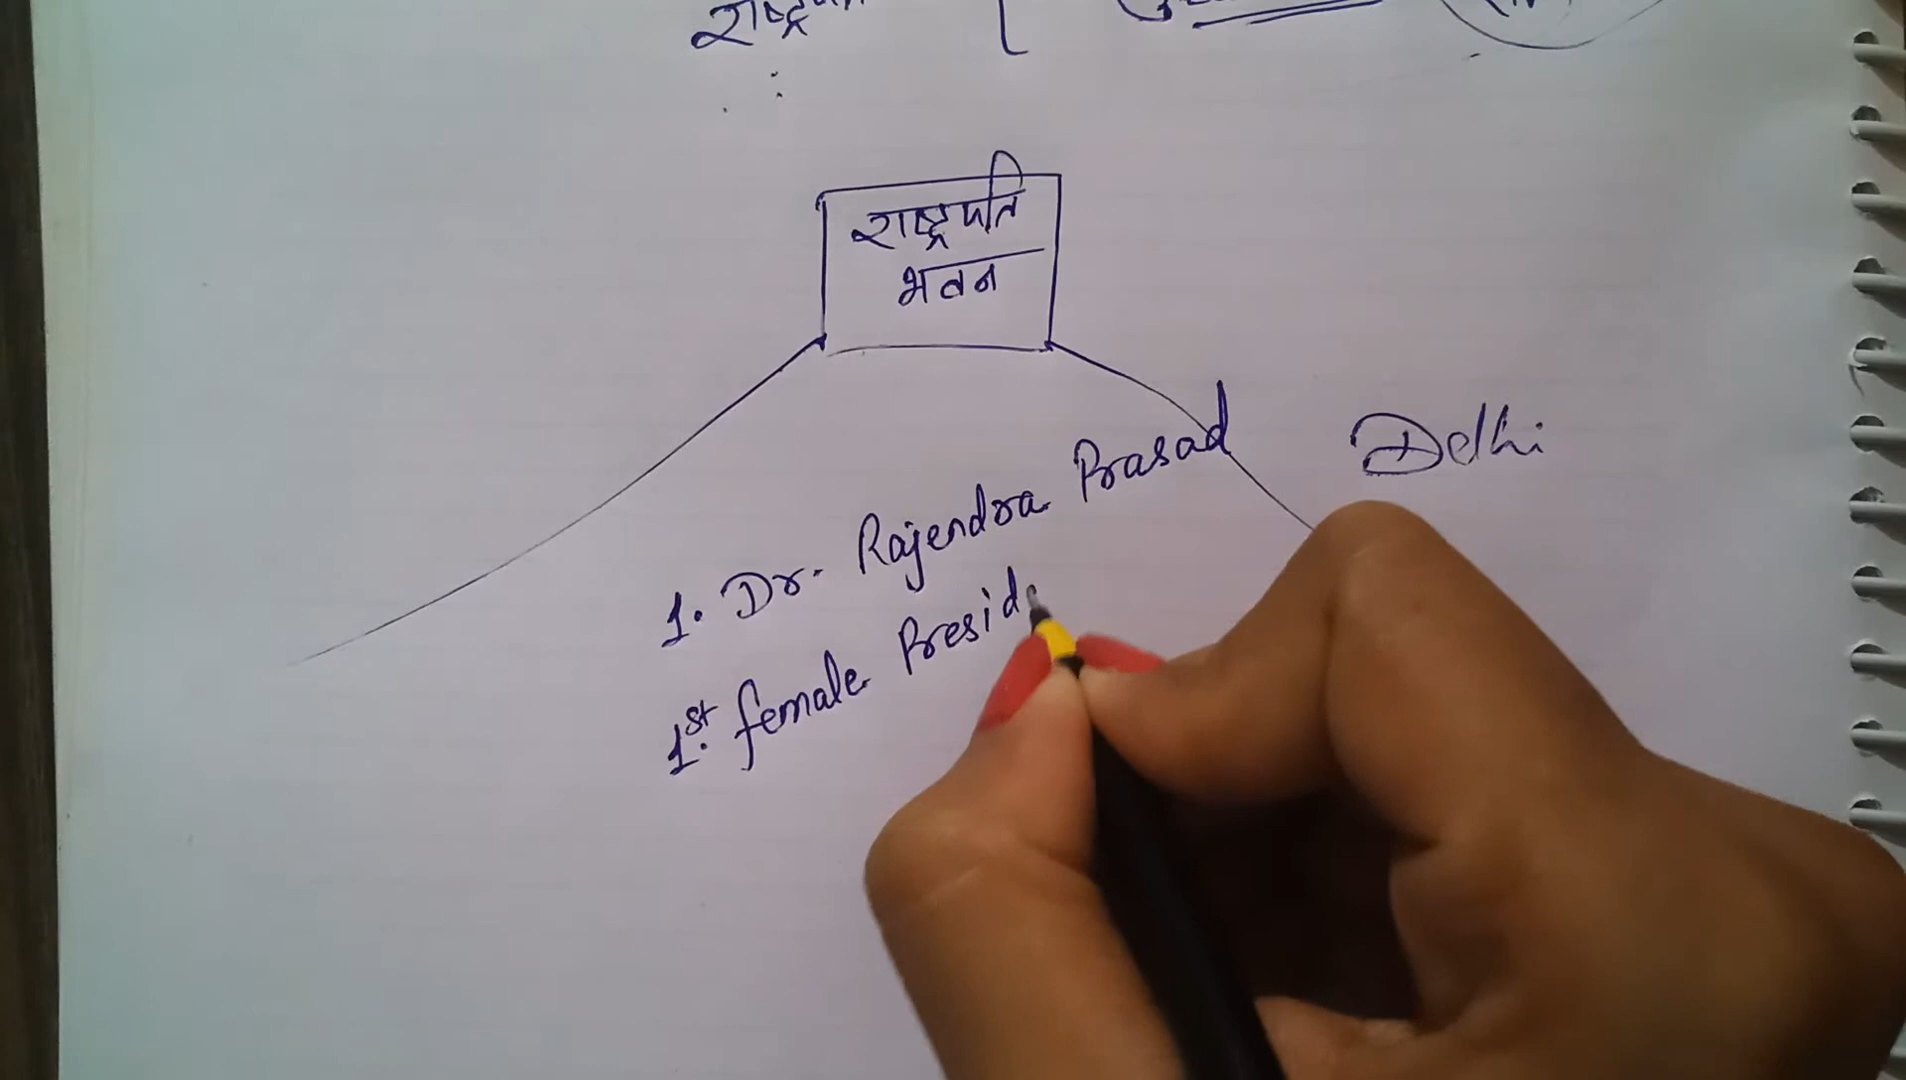 राष्ट्रपति
भवन
Delhi
1. Dr. Rajendra Prasad
1st. female Presid